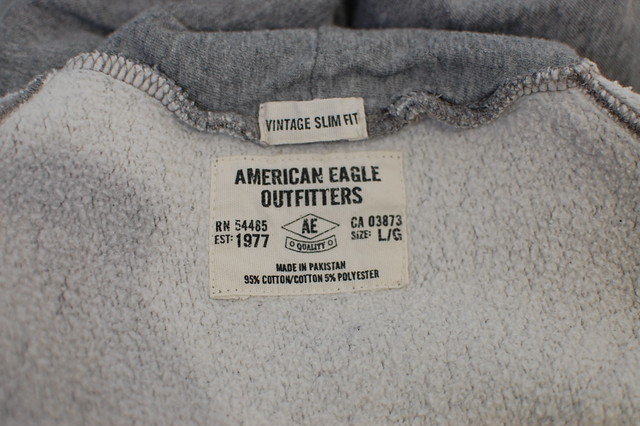 VINTAGE SLIM FIT
AMERICAN EAGLE
OUTFITTERS
RN 54485
EST: 1977
AE
QUALITY
CA 03873
SIZE: L/G
MADE IN PAKISTAN
95% COTTON/COTTON 5% POLYESTER